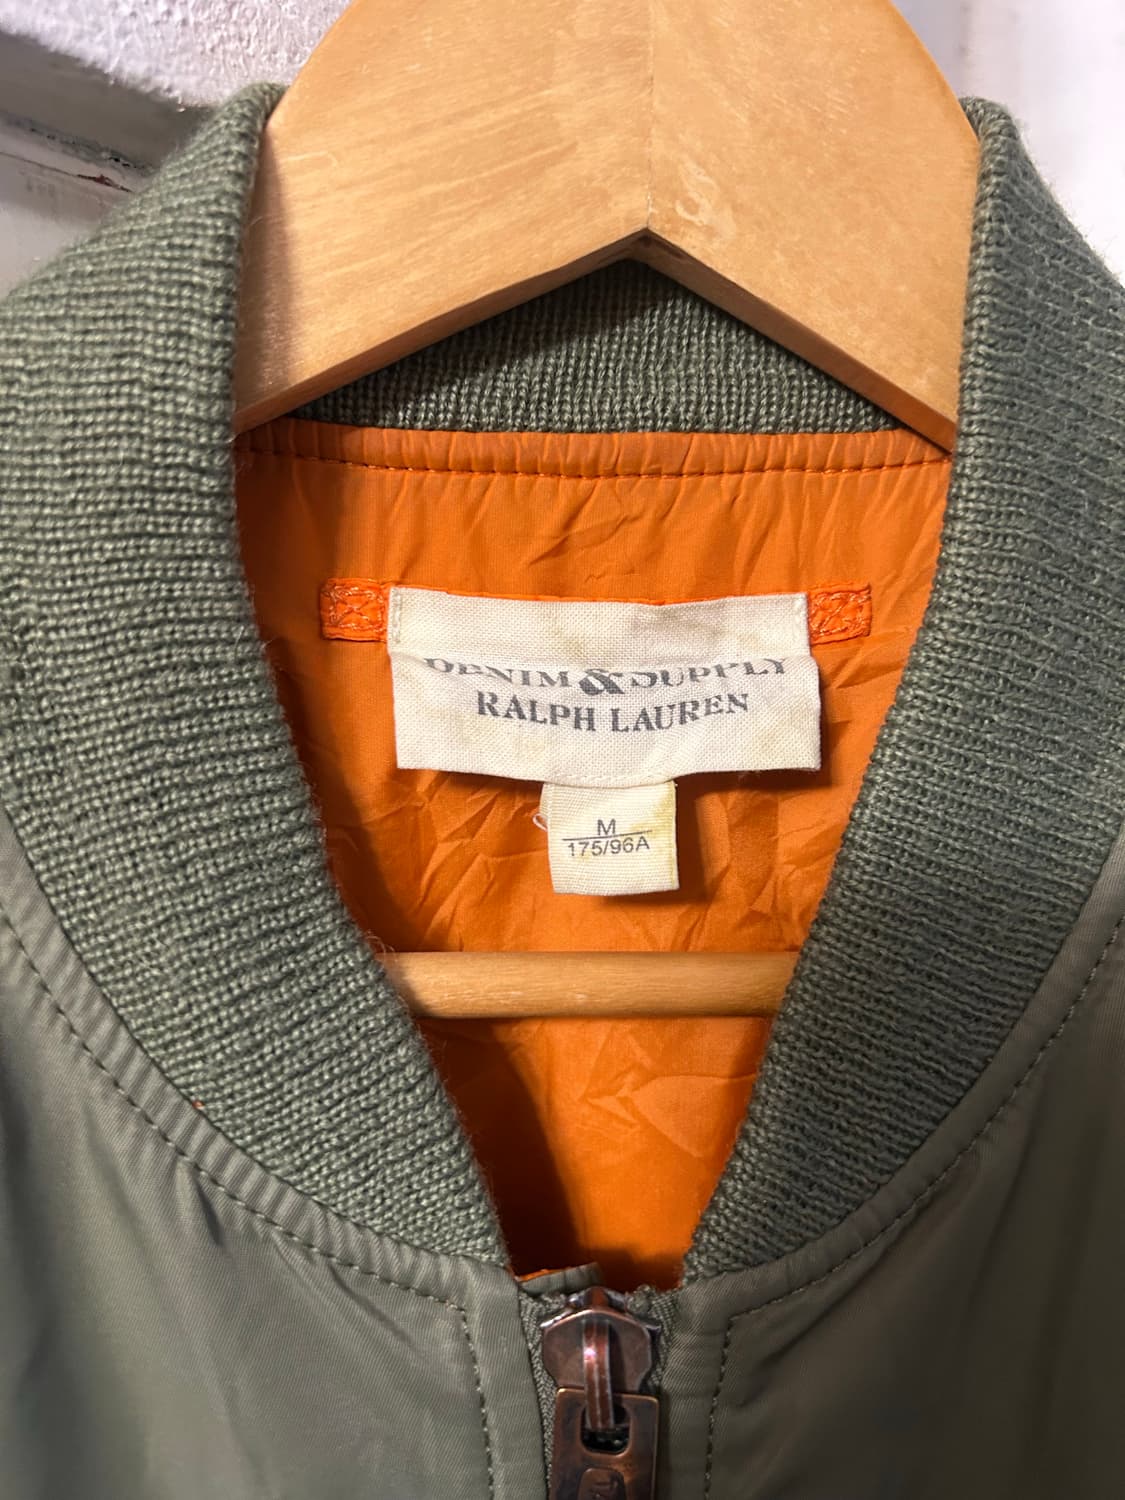 DENIM & SUPPLY
RALPH LAUREN
M
175/96A